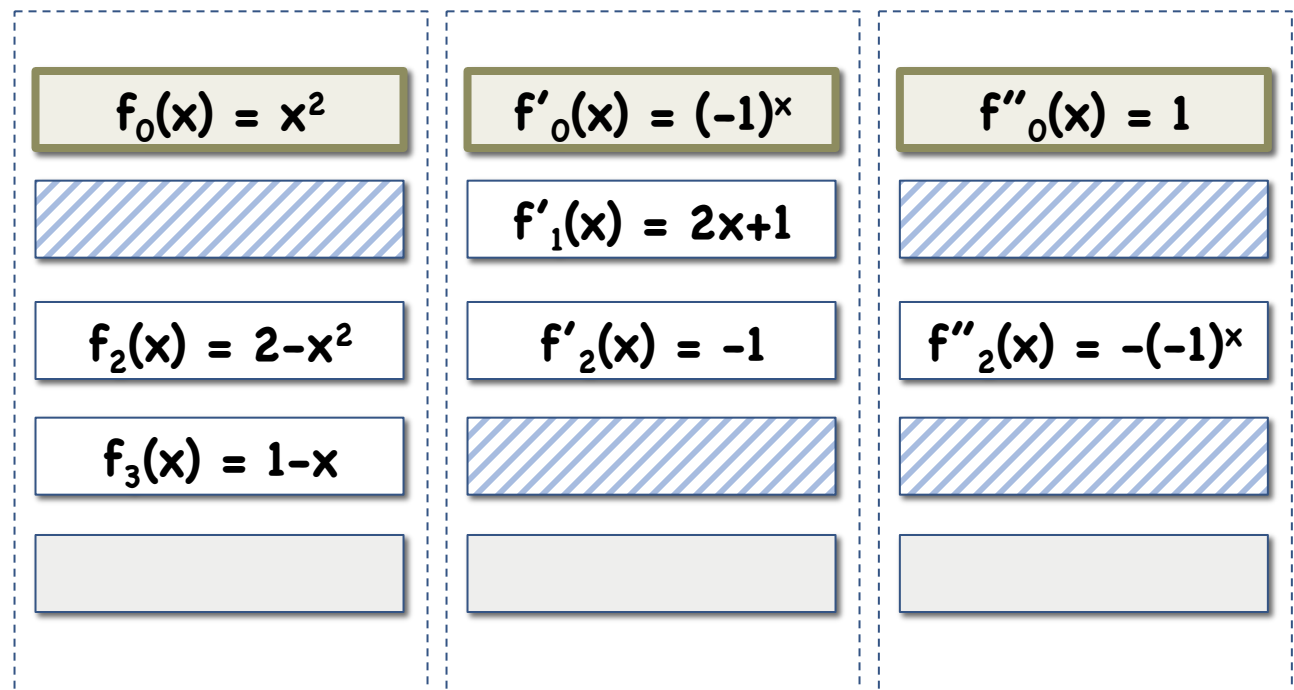 f₀(x) = x²
f′₀(x) = (-1)ˣ
f″₀(x) = 1
f′₁(x) = 2x+1
f₂(x) = 2-x²
f′₂(x) = -1
f″₂(x) = -(-1)ˣ
f₃(x) = 1-x